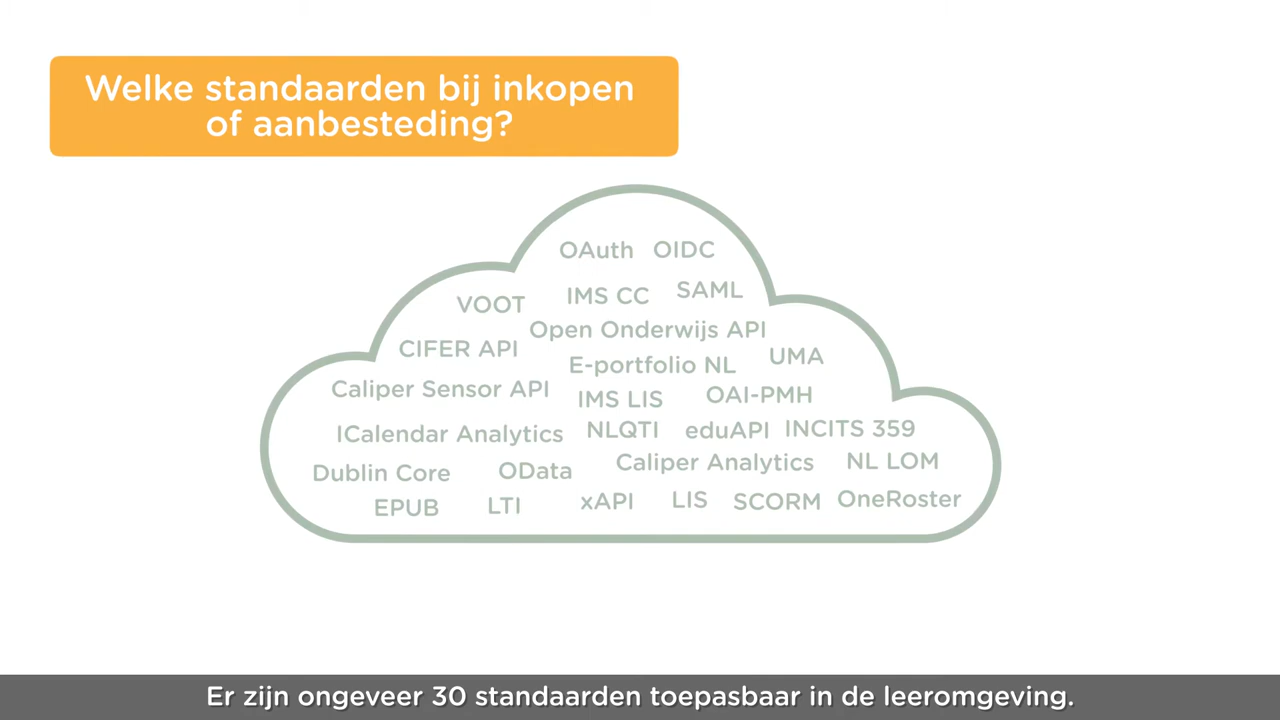 Welke standaarden bij inkopen
of aanbesteding?
OAuth OIDC
VOOT IMS CC SAML
Open Onderwijs API
CIFER API E-portfolio NL UMA
Caliper Sensor API IMS LIS OAI-PMH
ICalendar Analytics NLQTI eduAPI INCITS 359
Dublin Core OData Caliper Analytics NL LOM
EPUB LTI xAPI LIS SCORM OneRoster
Er zijn ongeveer 30 standaarden toepasbaar in de leeromgeving.